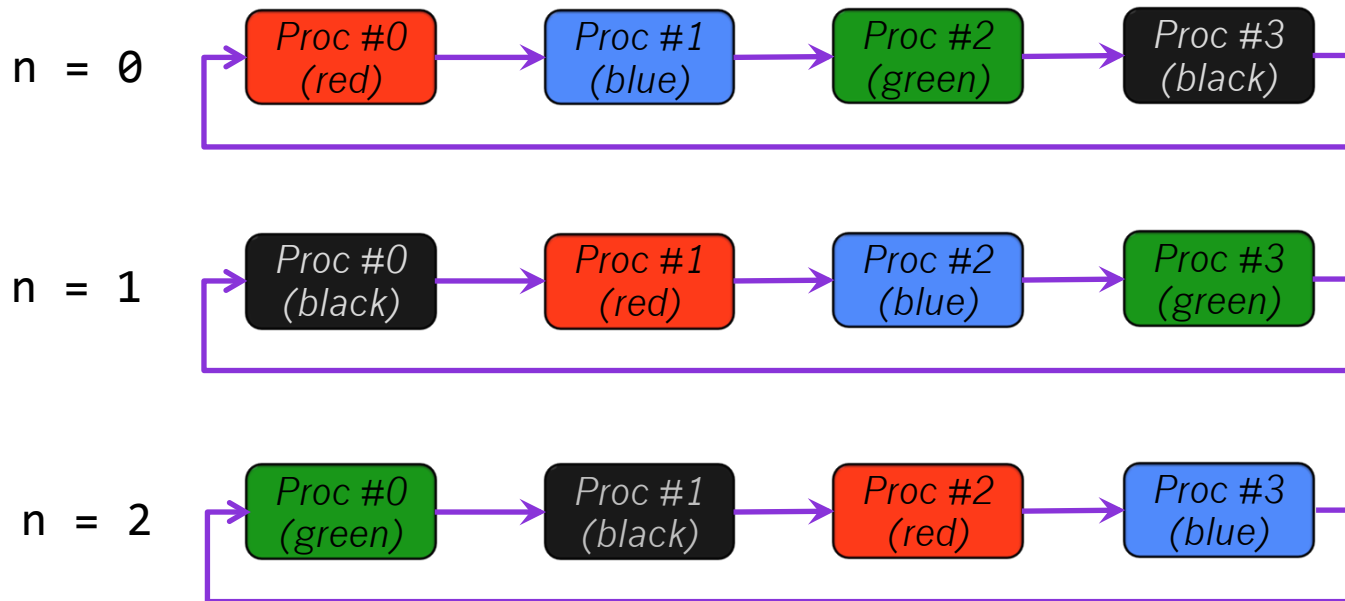 n = 0
Proc #0
(red)
Proc #1
(blue)
Proc #2
(green)
Proc #3
(black)
n = 1
Proc #0
(black)
Proc #1
(red)
Proc #2
(blue)
Proc #3
(green)
n = 2
Proc #0
(green)
Proc #1
(black)
Proc #2
(red)
Proc #3
(blue)